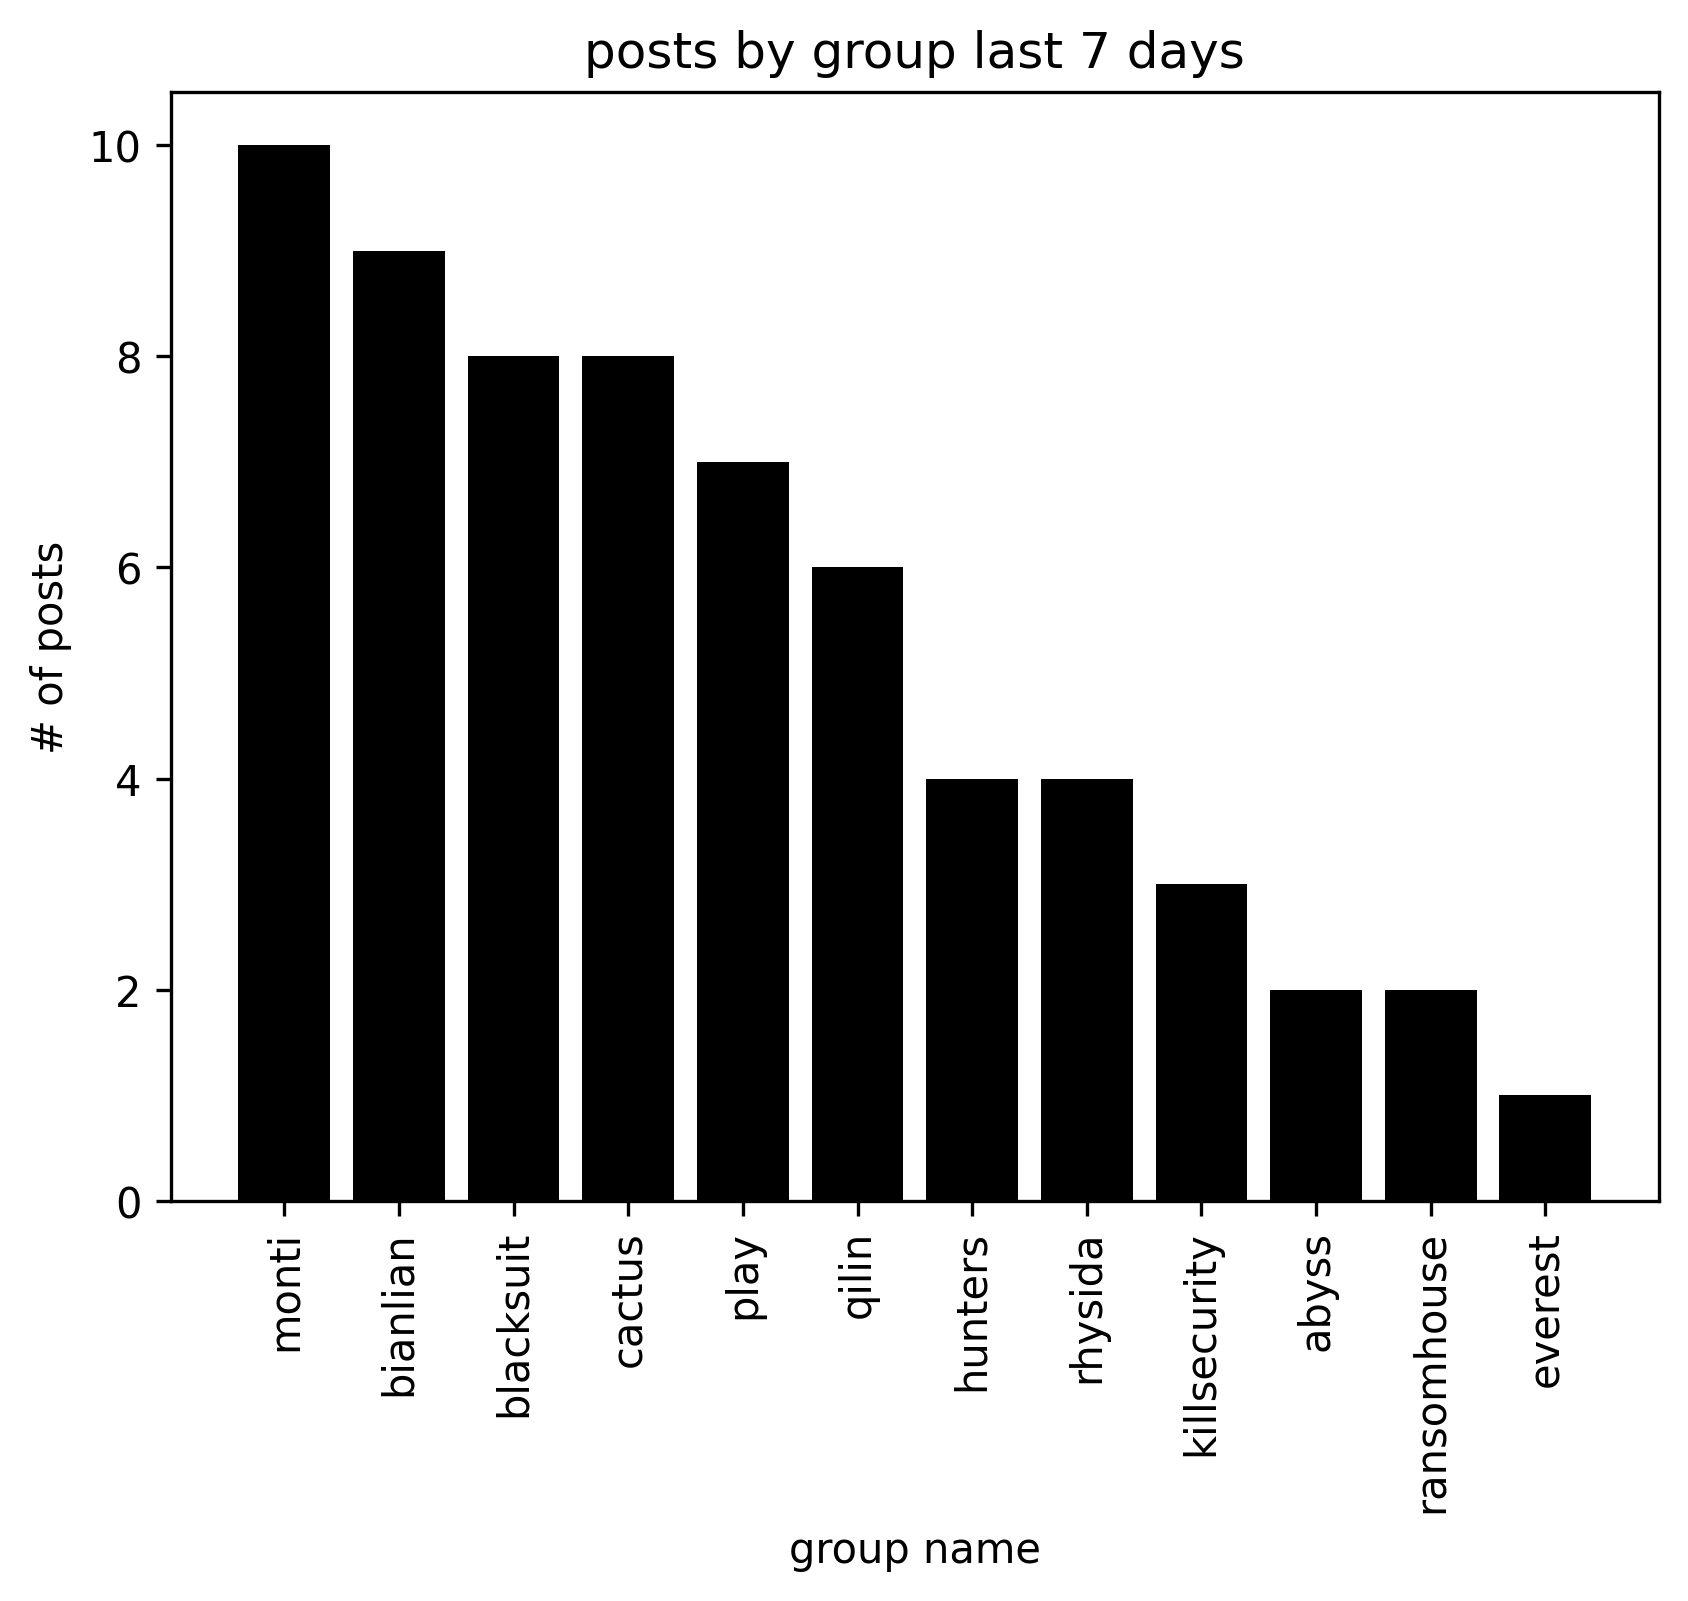 posts by group last 7 days
# of posts
10
8
6
4
2
0
monti
bianlian
blacksuit
cactus
play
qilin
hunters
rhysida
killsecurity
abyss
ransomhouse
everest
group name